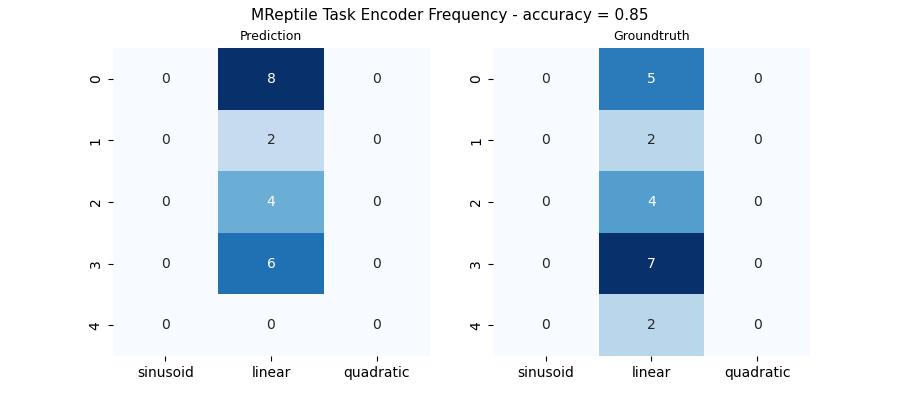 MReptile Task Encoder Frequency - accuracy = 0.85
Prediction
0 0 8 0
1 0 2 0
2 0 4 0
3 0 6 0
4 0 0 0
sinusoid linear quadratic
Groundtruth
0 0 5 0
1 0 2 0
2 0 4 0
3 0 7 0
4 0 2 0
sinusoid linear quadratic